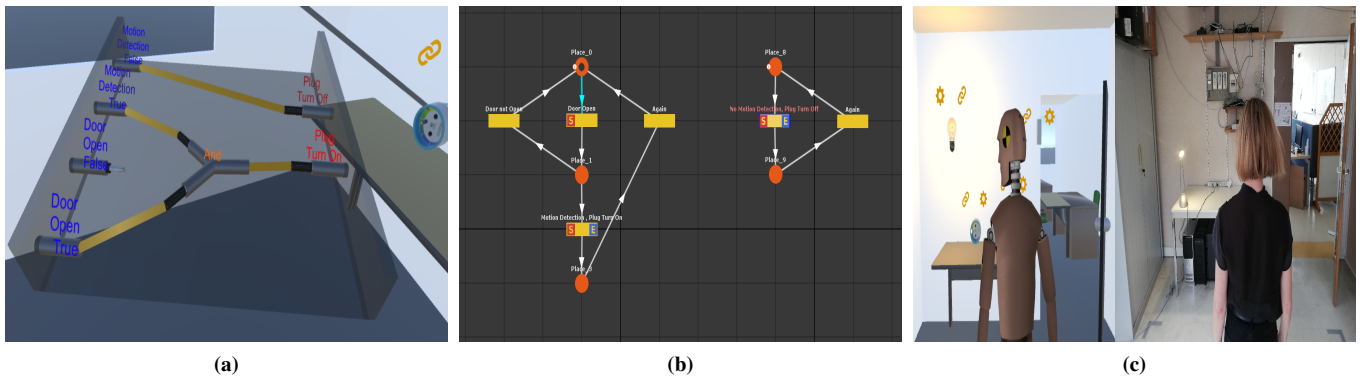 Motion
Detection
False
Motion
Detection
True
Door
Open
False
Door
Open
True
And
Plug
Turn Off
Plug
Turn On
Place_0
Door not Open
Door Open
Again
S
Place_1
Motion Detection , Plug Turn On
S
E
Place_8
No Motion Detection, Plug Turn Off
Again
S
E
Place_9
(a)
(b)
(c)